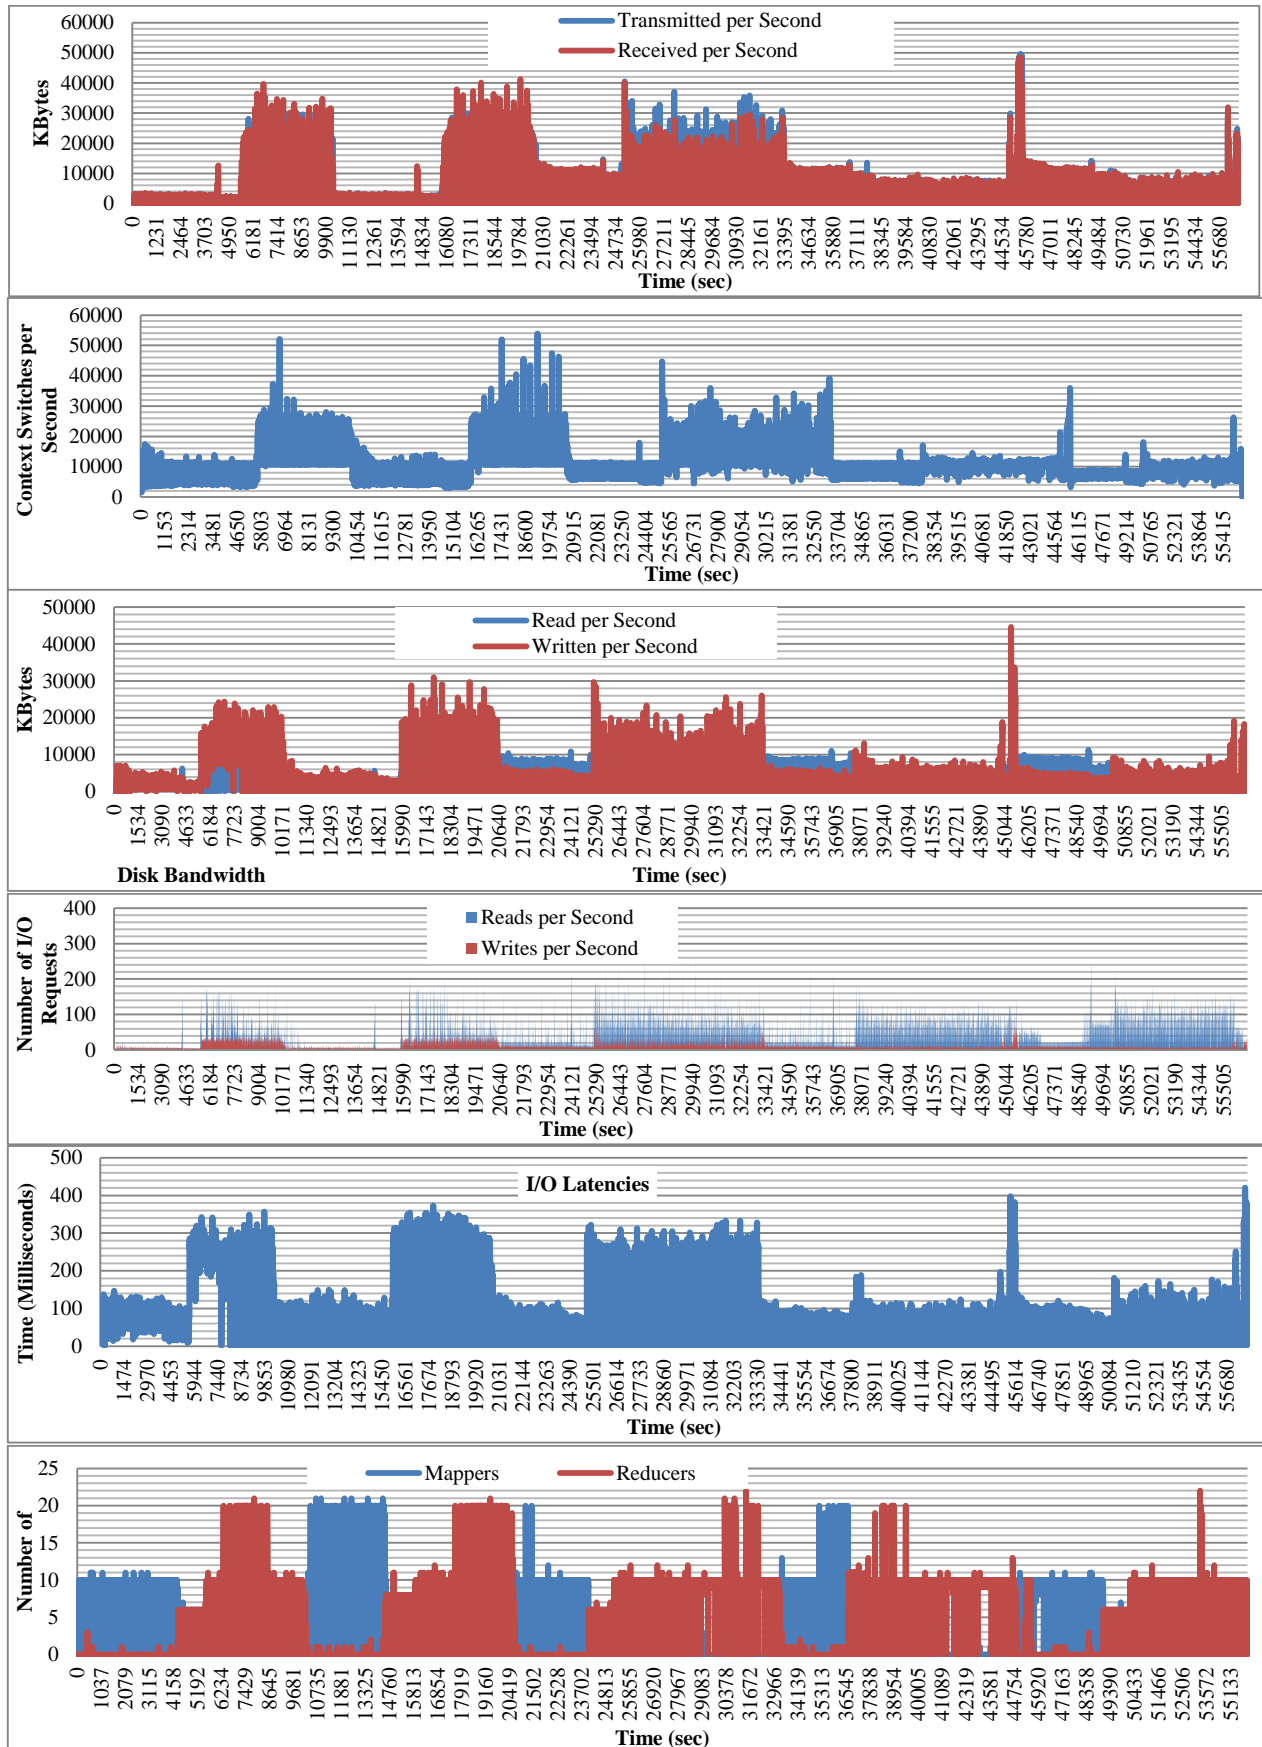 60000
50000
40000
30000
20000
10000
0
KBytes
Transmitted per Second
Received per Second
0 1231 2464 3703 4950 6181 7414 8653 9900 11130 12361 13594 14834 16080 17311 18544 19784 21030 22261 23494 24734 25980 27211 28445 29684 30930 32161 33395 34634 35880 37111 38345 39584 40830 42061 43295 44534 45780 47011 48245 49484 50730 51961 53195 54434 55680
Time (sec)
60000
50000
40000
30000
20000
10000
0
Context Switches per
Second
0 1153 2314 3481 4650 5803 6964 8131 9300 10454 11615 12781 13950 15104 16265 17431 18600 19754 20915 22081 23250 24404 25565 26731 27900 29054 30215 31381 32550 33704 34865 36031 37200 38354 39515 40681 41850 43021 44564 46115 47671 49214 50765 52321 53864 55415
Time (sec)
50000
40000
30000
20000
10000
0
KBytes
Read per Second
Written per Second
0 1534 3090 4633 6184 7723 9004 10171 11340 12493 13654 14821 15990 17143 18304 19471 20640 21793 22954 24121 25290 26443 27604 28771 29940 31093 32254 33421 34590 35743 36905 38071 39240 40394 41555 42721 43890 45044 46205 47371 48540 49694 50855 52021 53190 54344 55505
Disk Bandwidth
Time (sec)
400
300
200
100
0
Number of I/O
Requests
Reads per Second
Writes per Second
0 1534 3090 4633 6184 7723 9004 10171 11340 12493 13654 14821 15990 17143 18304 19471 20640 21793 22954 24121 25290 26443 27604 28771 29940 31093 32254 33421 34590 35743 36905 38071 39240 40394 41555 42721 43890 45044 46205 47371 48540 49694 50855 52021 53190 54344 55505
Time (sec)
500
400
300
200
100
0
Time (Milliseconds)
I/O Latencies
0 1474 2970 4453 5944 7440 8734 9853 10980 12091 13204 14323 15450 16561 17674 18793 19920 21031 22144 23263 24390 25501 26614 27733 28860 29971 31084 32203 33330 34441 35554 36674 37800 38911 40025 41144 42270 43381 44495 45614 46740 47851 48965 50084 51210 52321 53435 54554 55680
Time (sec)
25
20
15
10
5
0
Number of
Mappers
Reducers
0 1037 2079 3115 4158 5192 6234 7429 8645 9681 10735 11881 13325 14760 15813 16854 17919 19160 20419 21502 22528 23702 24813 25855 26920 27967 29083 30378 31672 32966 34139 35313 36545 37838 38954 40005 41089 42319 43581 44754 45920 47163 48358 49390 50433 51466 52506 53572 55133
Time (sec)